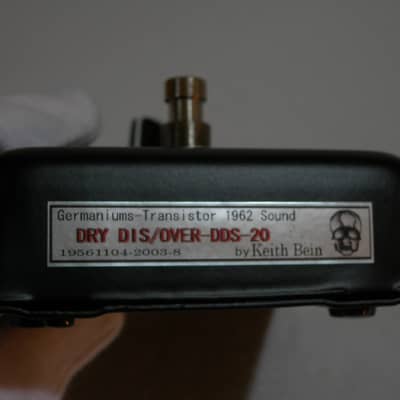 Germaniums-Transistor 1962 Sound
DRY DIS/OVER-DDS-20
19561104-2003-8 by Keith Bein